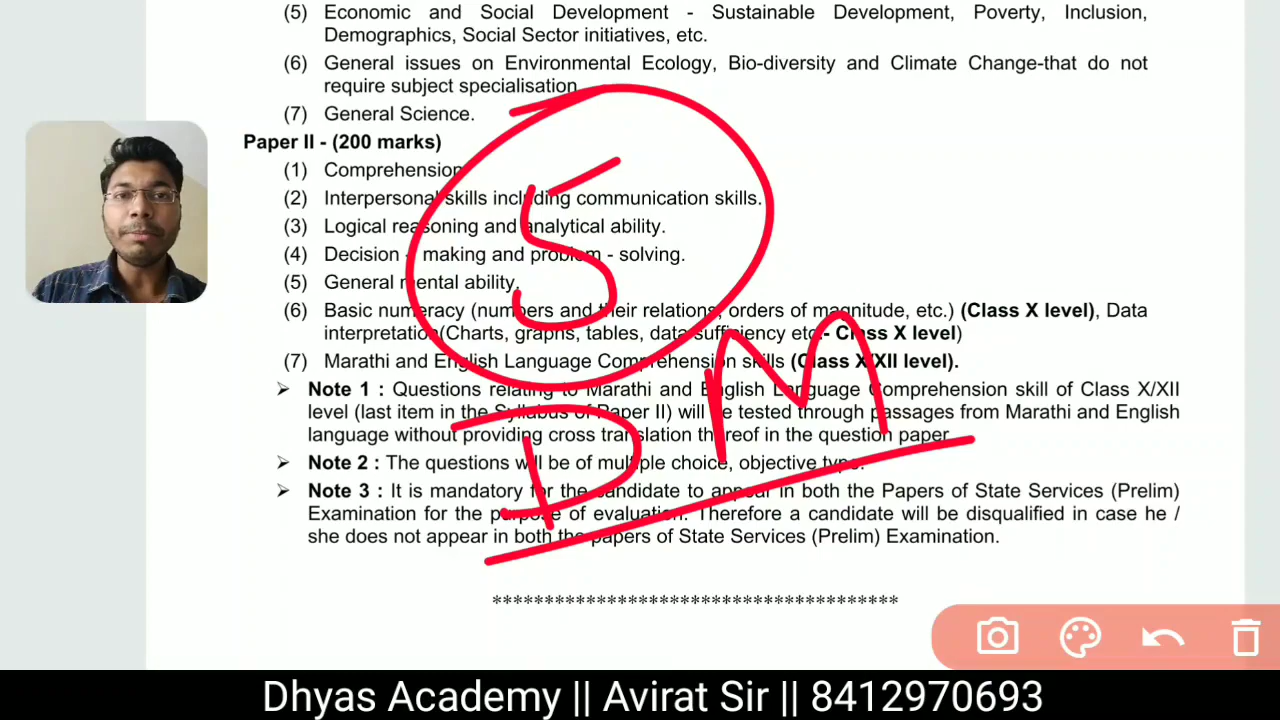 (5) Economic and Social Development - Sustainable Development, Poverty, Inclusion,
Demographics, Social Sector initiatives, etc.
(6) General issues on Environmental Ecology, Bio-diversity and Climate Change-that do not
require subject specialisation
(7) General Science.
Paper II - (200 marks)
(1) Comprehension
(2) Interpersonal skills including communication skills.
(3) Logical reasoning and analytical ability.
(4) Decision - making and problem - solving.
(5) General mental ability.
(6) Basic numeracy (numbers and their relations, orders of magnitude, etc.) (Class X level), Data
interpretation(Charts, graphs, tables, data sufficiency etc.- Class X level)
(7) Marathi and English Language Comprehension skills (Class X/XII level).
➢ Note 1 : Questions relating to Marathi and English Language Comprehension skill of Class X/XII
level (last item in the Syllabus of Paper II) will be tested through passages from Marathi and English
language without providing cross translation thereof in the question paper.
➢ Note 2 : The questions will be of multiple choice, objective type.
➢ Note 3 : It is mandatory for the candidate to appear in both the Papers of State Services (Prelim)
Examination for the purpose of evaluation. Therefore a candidate will be disqualified in case he /
she does not appear in both the papers of State Services (Prelim) Examination.
***************************************
5
DM
Dhyas Academy || Avirat Sir || 8412970693